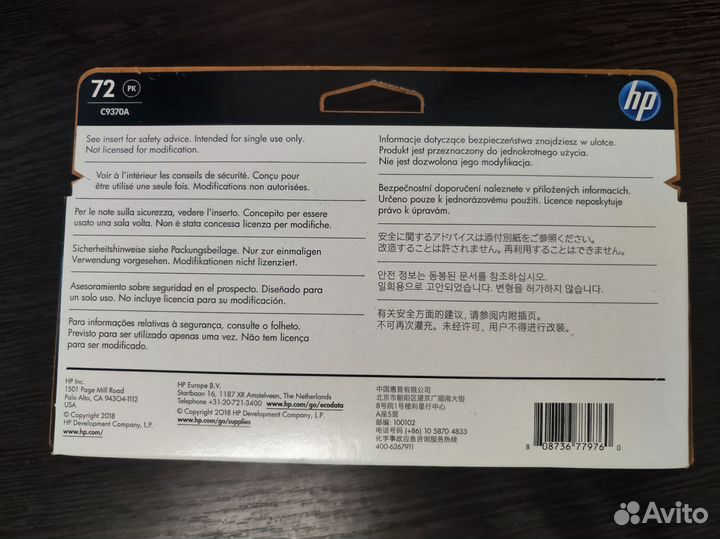 72 PK
C9370A
hp
See insert for safety advice. Intended for single use only.
Not licensed for modification.
Voir à l'intérieur les conseils de sécurité. Conçu pour
être utilisé une seule fois. Modifications non autorisées.
Per le note sulla sicurezza, vedere l'inserto. Concepito per essere
usato una sola volta. Non è stata concessa licenza per modifiche.
Sicherheitshinweise siehe Packungsbeilage. Nur zur einmaligen
Verwendung vorgesehen. Modifikationen nicht lizenziert.
Asesoramiento sobre seguridad en el prospecto. Diseñado para
un solo uso. No incluye licencia para su modificación.
Para informações relativas à segurança, consulte o folheto.
Previsto para ser utilizado apenas uma vez. Não tem licença
para ser modificado.
Informacje dotyczące bezpieczeństwa znajdziesz w ulotce.
Produkt jest przeznaczony do jednokrotnego użycia.
Nie jest dozwolona jego modyfikacja.
Bezpečnostní doporučení naleznete v přiložených informacích.
Určeno pouze k jednorázovému použití. Licence neposkytuje
právo k úpravám.
安全に関するアドバイスは添付別紙をご参照ください。
改造することは許されません。再利用することはできません。
안전 정보는 동봉된 문서를 참조하십시오.
일회용으로 고안되었습니다. 변형을 허가하지 않습니다.
有关安全方面的建议，请参阅内附插页。
不可再次灌充。未经许可，用户不得进行改装。
HP Inc.
1501 Page Mill Road
Palo Alto, CA 94304-1112
USA
© Copyright 2018
HP Development Company, L.P.
www.hp.com/
HP Europe B.V.
Startbaan 16, 1187 XR Amstelveen, The Netherlands
Telephone +31-20-721-3400 www.hp.com/go/ecodata
© Copyright 2018 HP Development Company, L.P.
www.hp.com/go/supplies
中国惠普有限公司
北京市朝阳区望京广顺南大街
8号院1号楼利星行中心
A座5层
邮编: 100102
电话号码 (+86) 10 5870 4833
化学事故应急咨询服务热线
400-6267911
8 08736 77976 0
Avito